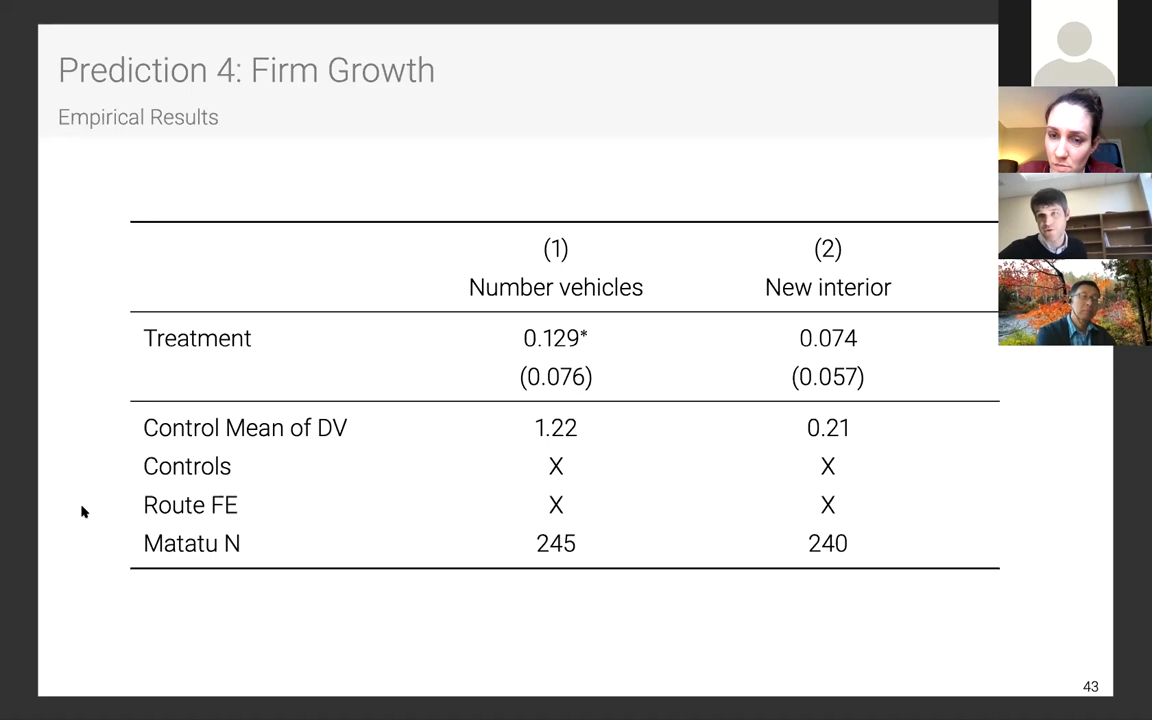 Prediction 4: Firm Growth
Empirical Results
(1) (2)
Number vehicles New interior
Treatment 0.129* 0.074
(0.076) (0.057)
Control Mean of DV 1.22 0.21
Controls X X
Route FE X X
Matatu N 245 240
43